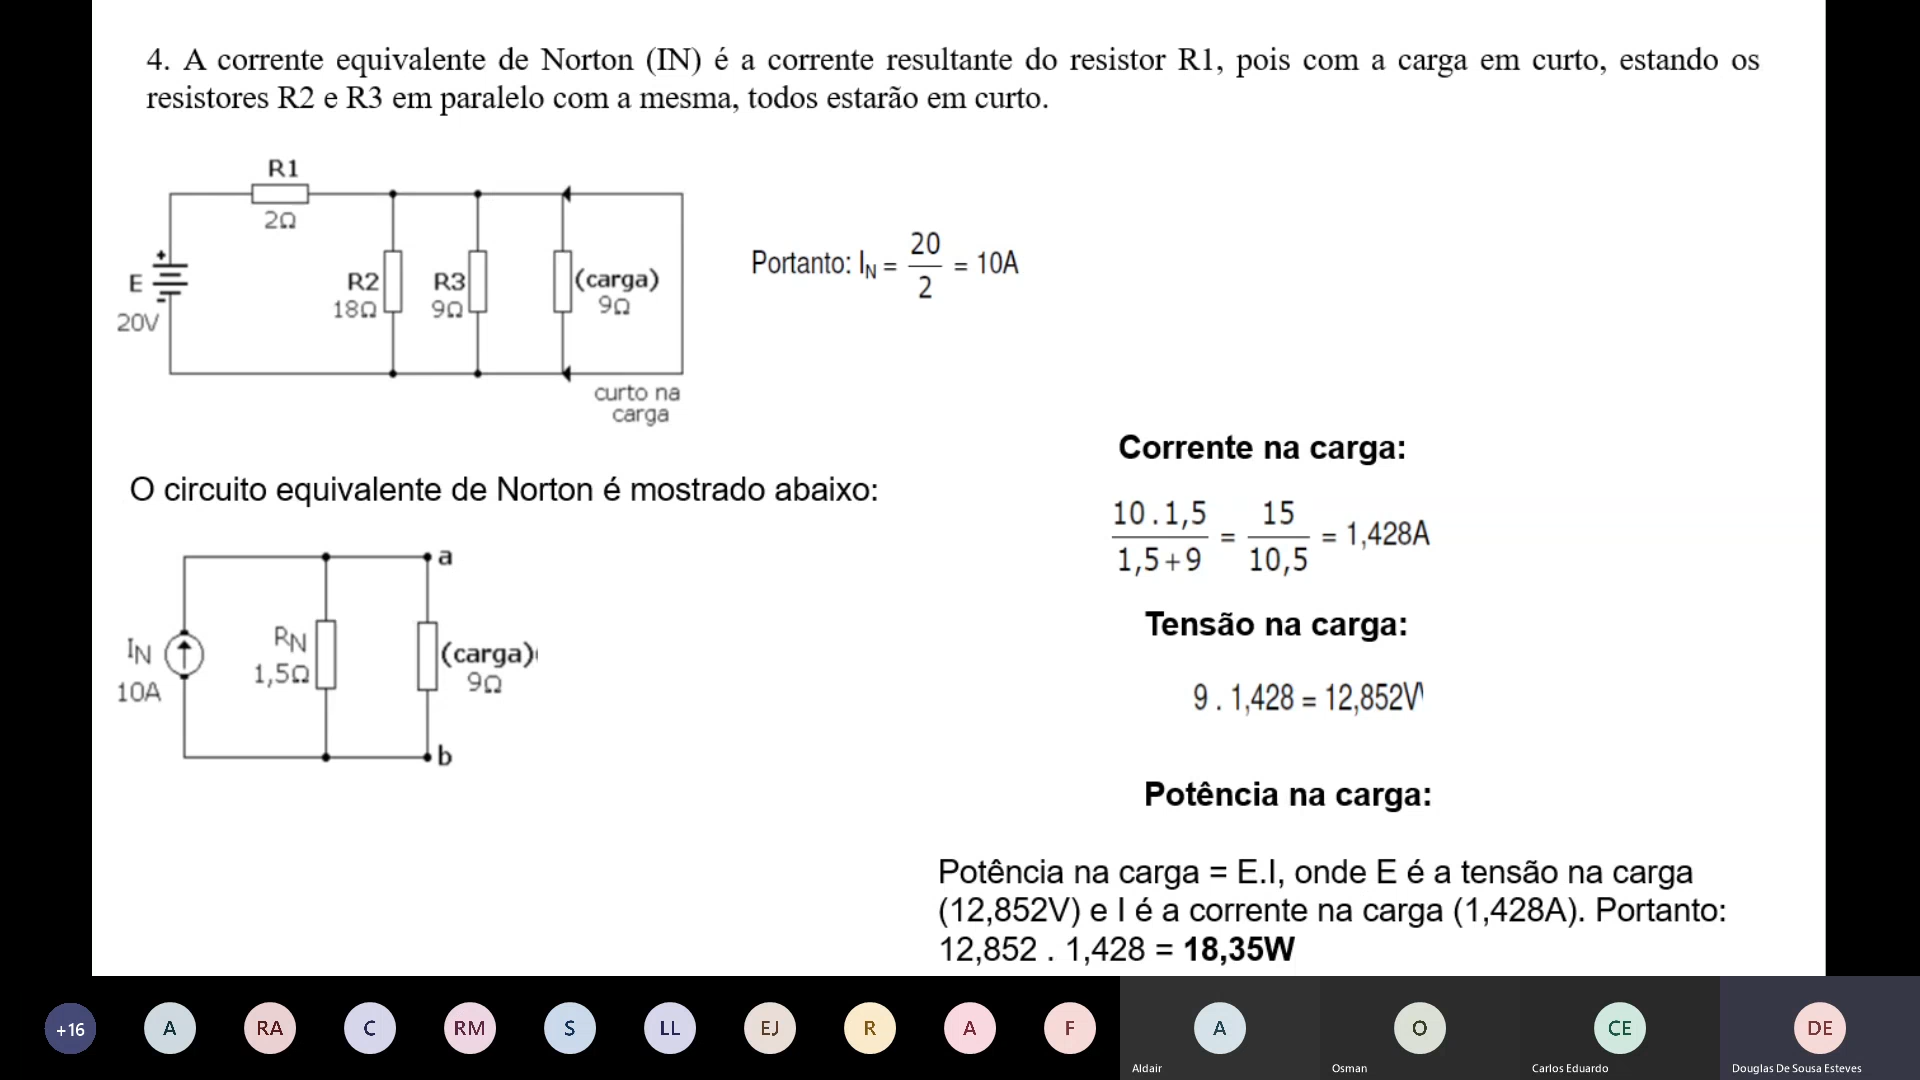 4. A corrente equivalente de Norton (IN) é a corrente resultante do resistor R1, pois com a carga em curto, estando os
resistores R2 e R3 em paralelo com a mesma, todos estarão em curto.
R1
2Ω
E
20V
+
-
R2
18Ω
R3
9Ω
(carga)
9Ω
curto na
carga
Portanto: IN = 20/2 = 10A
O circuito equivalente de Norton é mostrado abaixo:
IN
10A
RN
1,5Ω
a
(carga)
9Ω
b
Corrente na carga:
10 . 1,5 / 1,5 + 9 = 15 / 10,5 = 1,428A
Tensão na carga:
9 . 1,428 = 12,852V
Potência na carga:
Potência na carga = E.I, onde E é a tensão na carga
(12,852V) e I é a corrente na carga (1,428A). Portanto:
12,852 . 1,428 = 18,35W
+16
A
RA
C
RM
S
LL
EJ
R
A
F
A
Aldair
O
Osman
CE
Carlos Eduardo
DE
Douglas De Sousa Esteves